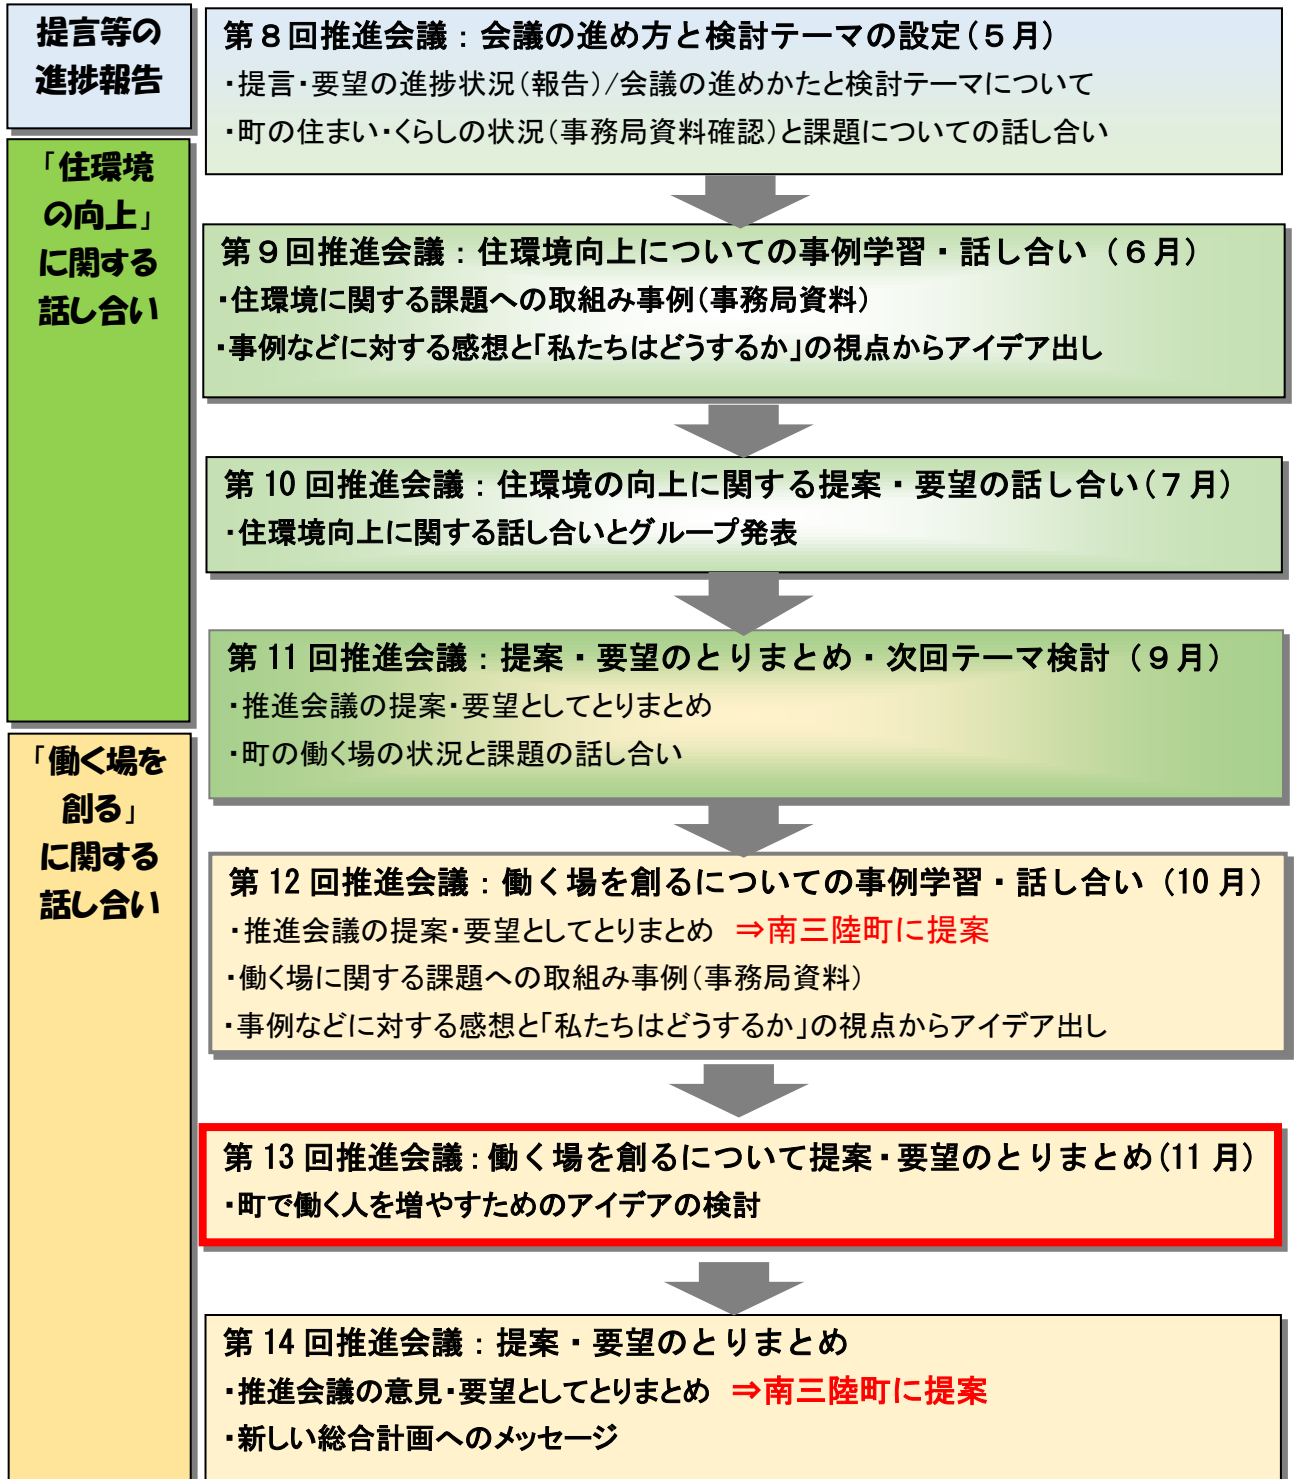 提言等の
進捗報告
第８回推進会議：会議の進め方と検討テーマの設定（５月）
・提言・要望の進捗状況（報告）/会議の進めかたと検討テーマについて
・町の住まい・くらしの状況（事務局資料確認）と課題についての話し合い
「住環境
の向上」
に関する
話し合い
第９回推進会議：住環境向上についての事例学習・話し合い（６月）
・住環境に関する課題への取組み事例（事務局資料）
・事例などに対する感想と「私たちはどうするか」の視点からアイデア出し
第 10 回推進会議：住環境の向上に関する提案・要望の話し合い（７月）
・住環境向上に関する話し合いとグループ発表
第 11 回推進会議：提案・要望のとりまとめ・次回テーマ検討（９月）
・推進会議の提案・要望としてとりまとめ
・町の働く場の状況と課題の話し合い
「働く場を
創る」
に関する
話し合い
第 12 回推進会議：働く場を創るについての事例学習・話し合い（10 月）
・推進会議の提案・要望としてとりまとめ ⇒南三陸町に提案
・働く場に関する課題への取組み事例（事務局資料）
・事例などに対する感想と「私たちはどうするか」の視点からアイデア出し
第 13 回推進会議：働く場を創るについて提案・要望のとりまとめ（11 月）
・町で働く人を増やすためのアイデアの検討
第 14 回推進会議：提案・要望のとりまとめ
・推進会議の意見・要望としてとりまとめ ⇒南三陸町に提案
・新しい総合計画へのメッセージ